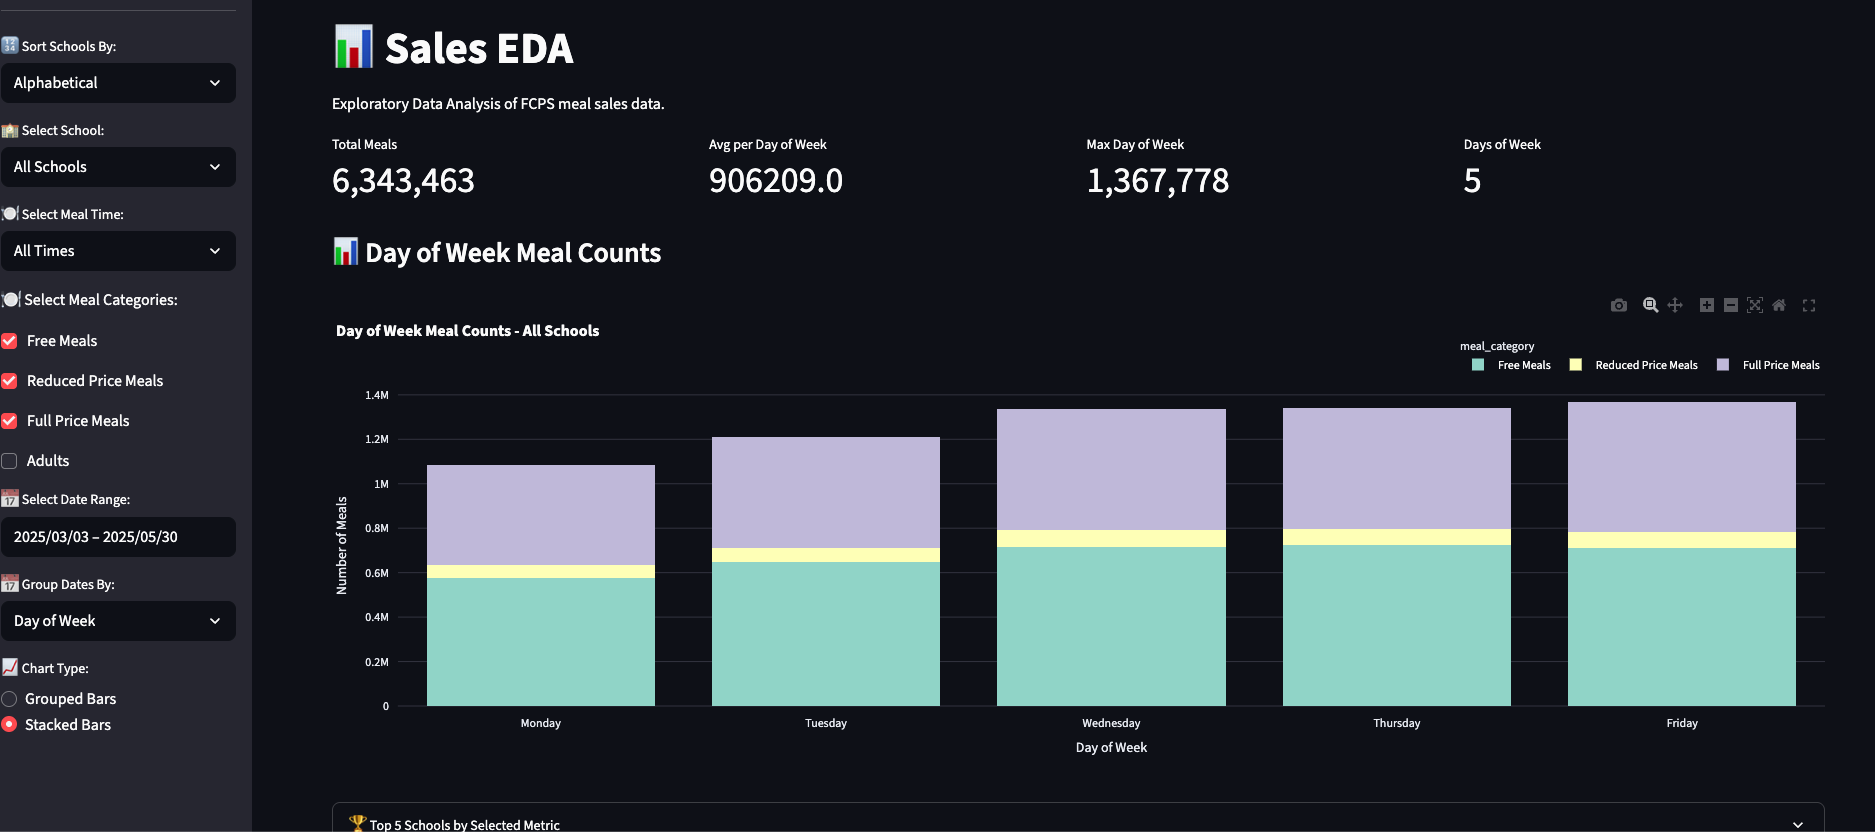 Sort Schools By:
Alphabetical
Select School:
All Schools
Select Meal Time:
All Times
Select Meal Categories:
Free Meals
Reduced Price Meals
Full Price Meals
Adults
Select Date Range:
2025/03/03 – 2025/05/30
Group Dates By:
Day of Week
Chart Type:
Grouped Bars
Stacked Bars
Sales EDA
Exploratory Data Analysis of FCPS meal sales data.
Total Meals
6,343,463
Avg per Day of Week
906209.0
Max Day of Week
1,367,778
Days of Week
5
Day of Week Meal Counts
Day of Week Meal Counts - All Schools
meal_category
Free Meals Reduced Price Meals Full Price Meals
Number of Meals
1.4M
1.2M
1M
0.8M
0.6M
0.4M
0.2M
0
Monday Tuesday Wednesday Thursday Friday
Day of Week
Top 5 Schools by Selected Metric